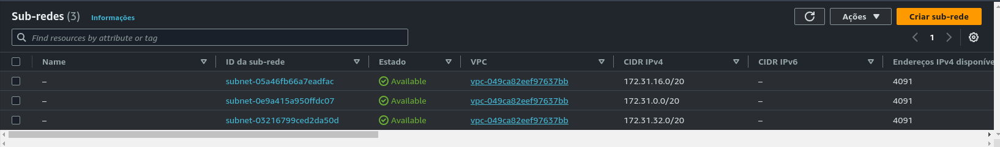 Sub-redes (3) Informações
Ações
Criar sub-rede
Find resources by attribute or tag
1
Name ID da sub-rede Estado VPC CIDR IPv4 CIDR IPv6 Endereços IPv4 disponíve
– subnet-05a46fb66a7eadfac Available vpc-049ca82eef97637bb 172.31.16.0/20 – 4091
– subnet-0e9a415a950ffdc07 Available vpc-049ca82eef97637bb 172.31.0.0/20 – 4091
– subnet-03216799ced2da50d Available vpc-049ca82eef97637bb 172.31.32.0/20 – 4091